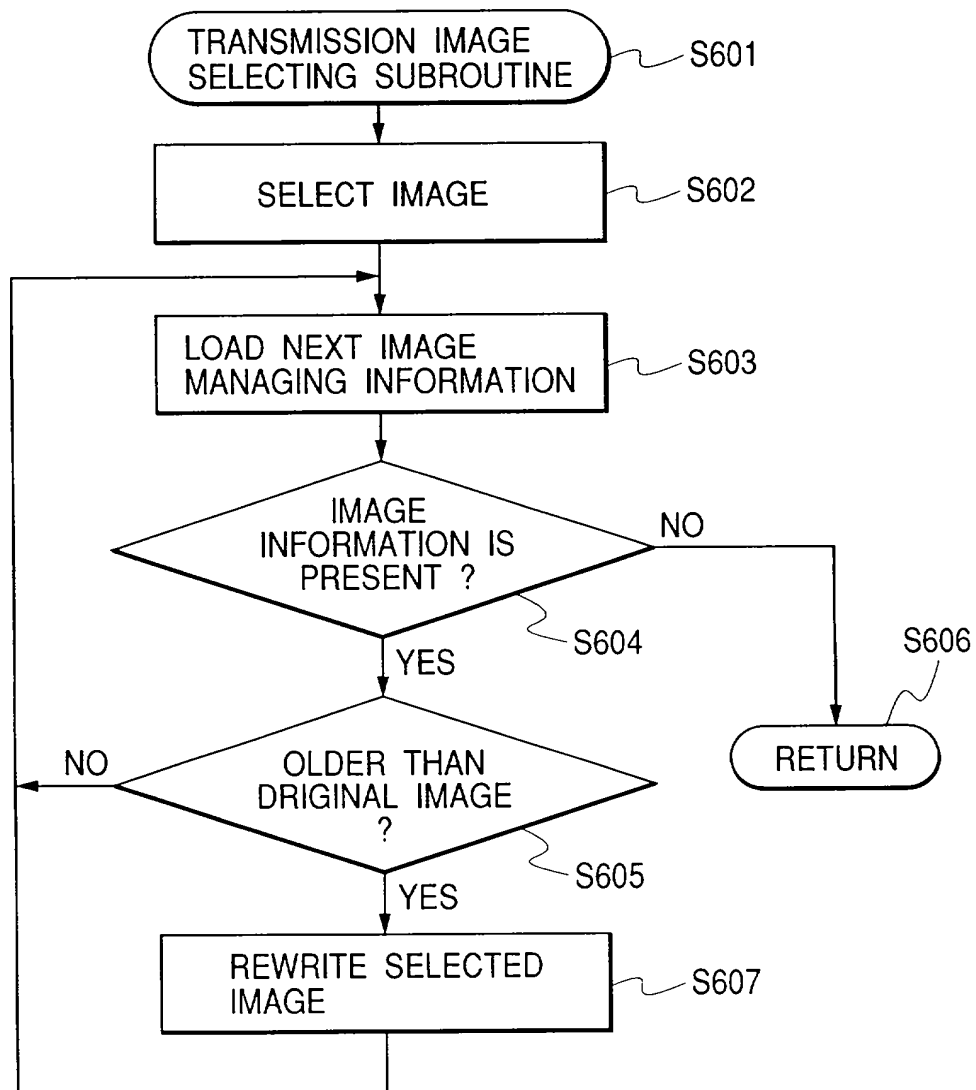 TRANSMISSION IMAGE
SELECTING SUBROUTINE
S601
SELECT IMAGE
S602
LOAD NEXT IMAGE
MANAGING INFORMATION
S603
IMAGE
INFORMATION IS
PRESENT ?
NO
S604
YES
S606
RETURN
NO
OLDER THAN
DRIGINAL IMAGE
?
S605
YES
REWRITE SELECTED
IMAGE
S607